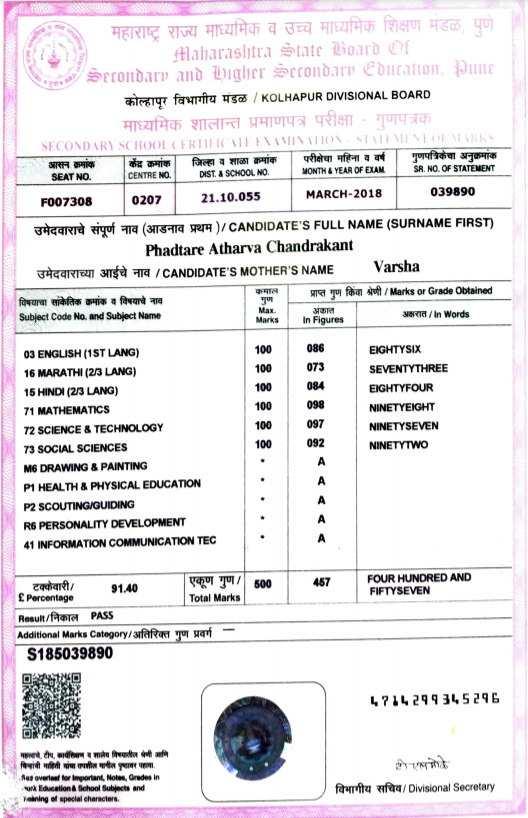 महाराष्ट्र राज्य माध्यमिक व उच्च माध्यमिक शिक्षण मंडळ, पुणे
Maharashtra State Board Of
Secondary and Higher Secondary Education, Pune
कोल्हापूर विभागीय मंडळ / KOLHAPUR DIVISIONAL BOARD
माध्यमिक शालान्त प्रमाणपत्र परीक्षा - गुणपत्रक
SECONDARY SCHOOL CERTIFICATE EXAMINATION - STATEMENT OF MARKS
आसन क्रमांक केंद्र क्रमांक जिल्हा व शाळा क्रमांक परीक्षेचा महिना व वर्ष गुणपत्रिकेचा अनुक्रमांक
SEAT NO. CENTRE NO. DIST. & SCHOOL NO. MONTH & YEAR OF EXAM. SR. NO. OF STATEMENT
F007308 0207 21.10.055 MARCH-2018 039890
उमेदवाराचे संपूर्ण नाव (आडनाव प्रथम) / CANDIDATE'S FULL NAME (SURNAME FIRST)
Phadtare Atharva Chandrakant
उमेदवाराच्या आईचे नाव / CANDIDATE'S MOTHER'S NAME Varsha
विषयाचा सांकेतिक क्रमांक व विषयाचे नाव कमाल गुण प्राप्त गुण किंवा श्रेणी / Marks or Grade Obtained
Subject Code No. and Subject Name Max. Marks अंकात In Figures अक्षरात / In Words
03 ENGLISH (1ST LANG) 100 086 EIGHTYSIX
16 MARATHI (2/3 LANG) 100 073 SEVENTYTHREE
15 HINDI (2/3 LANG) 100 084 EIGHTYFOUR
71 MATHEMATICS 100 098 NINETYEIGHT
72 SCIENCE & TECHNOLOGY 100 097 NINETYSEVEN
73 SOCIAL SCIENCES 100 092 NINETYTWO
M6 DRAWING & PAINTING * A
P1 HEALTH & PHYSICAL EDUCATION * A
P2 SCOUTING/GUIDING * A
R6 PERSONALITY DEVELOPMENT * A
41 INFORMATION COMMUNICATION TEC * A
टक्केवारी / एकूण गुण / FOUR HUNDRED AND
£ Percentage 91.40 Total Marks 500 457 FIFTYSEVEN
Result/निकाल PASS
Additional Marks Category/अतिरिक्त गुण प्रवर्ग —
S185039890
4714299345296
महत्वाचे, टीप, कार्यशिक्षण व शालेय विषयातील श्रेणी आणि
चिन्हांची माहिती यांचा तपशील मागील पृष्ठावर पहावा.
overleaf for Important, Notes, Grades in
Education & School Subjects and
of special characters.
विभागीय सचिव / Divisional Secretary